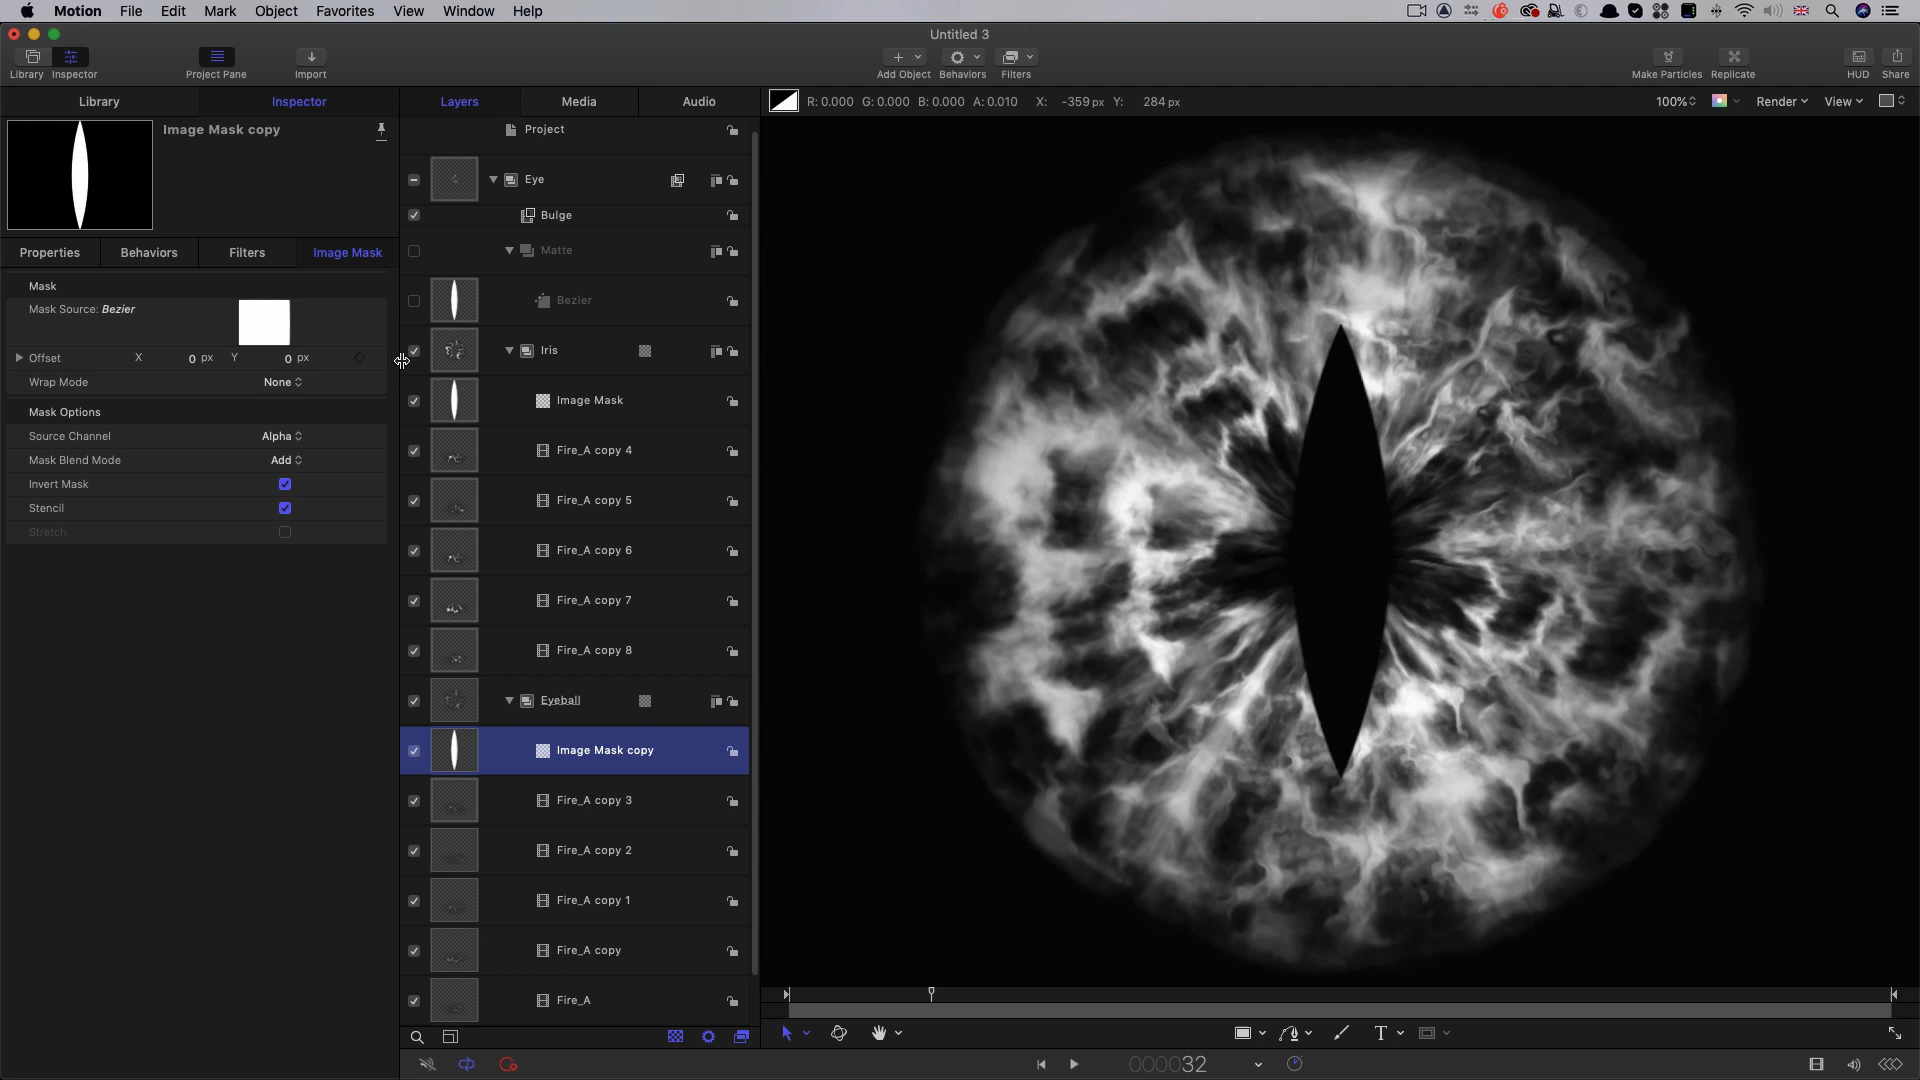 Motion File Edit Mark Object Favorites View Window Help
Untitled 3
Library Inspector Project Pane Import Add Object Behaviors Filters Make Particles Replicate HUD Share
Library Inspector Layers Media Audio R: 0.000 G: 0.000 B: 0.000 A: 0.010 X: -359 px Y: 284 px 100% Render View
Image Mask copy
Properties Behaviors Filters Image Mask
Mask
Mask Source: Bezier
Offset X 0 px Y 0 px
Wrap Mode None
Mask Options
Source Channel Alpha
Mask Blend Mode Add
Invert Mask
Stencil
Stretch
Project
Eye
Bulge
Matte
Bezier
Iris
Image Mask
Fire_A copy 4
Fire_A copy 5
Fire_A copy 6
Fire_A copy 7
Fire_A copy 8
Eyeball
Image Mask copy
Fire_A copy 3
Fire_A copy 2
Fire_A copy 1
Fire_A copy
Fire_A
T
000032